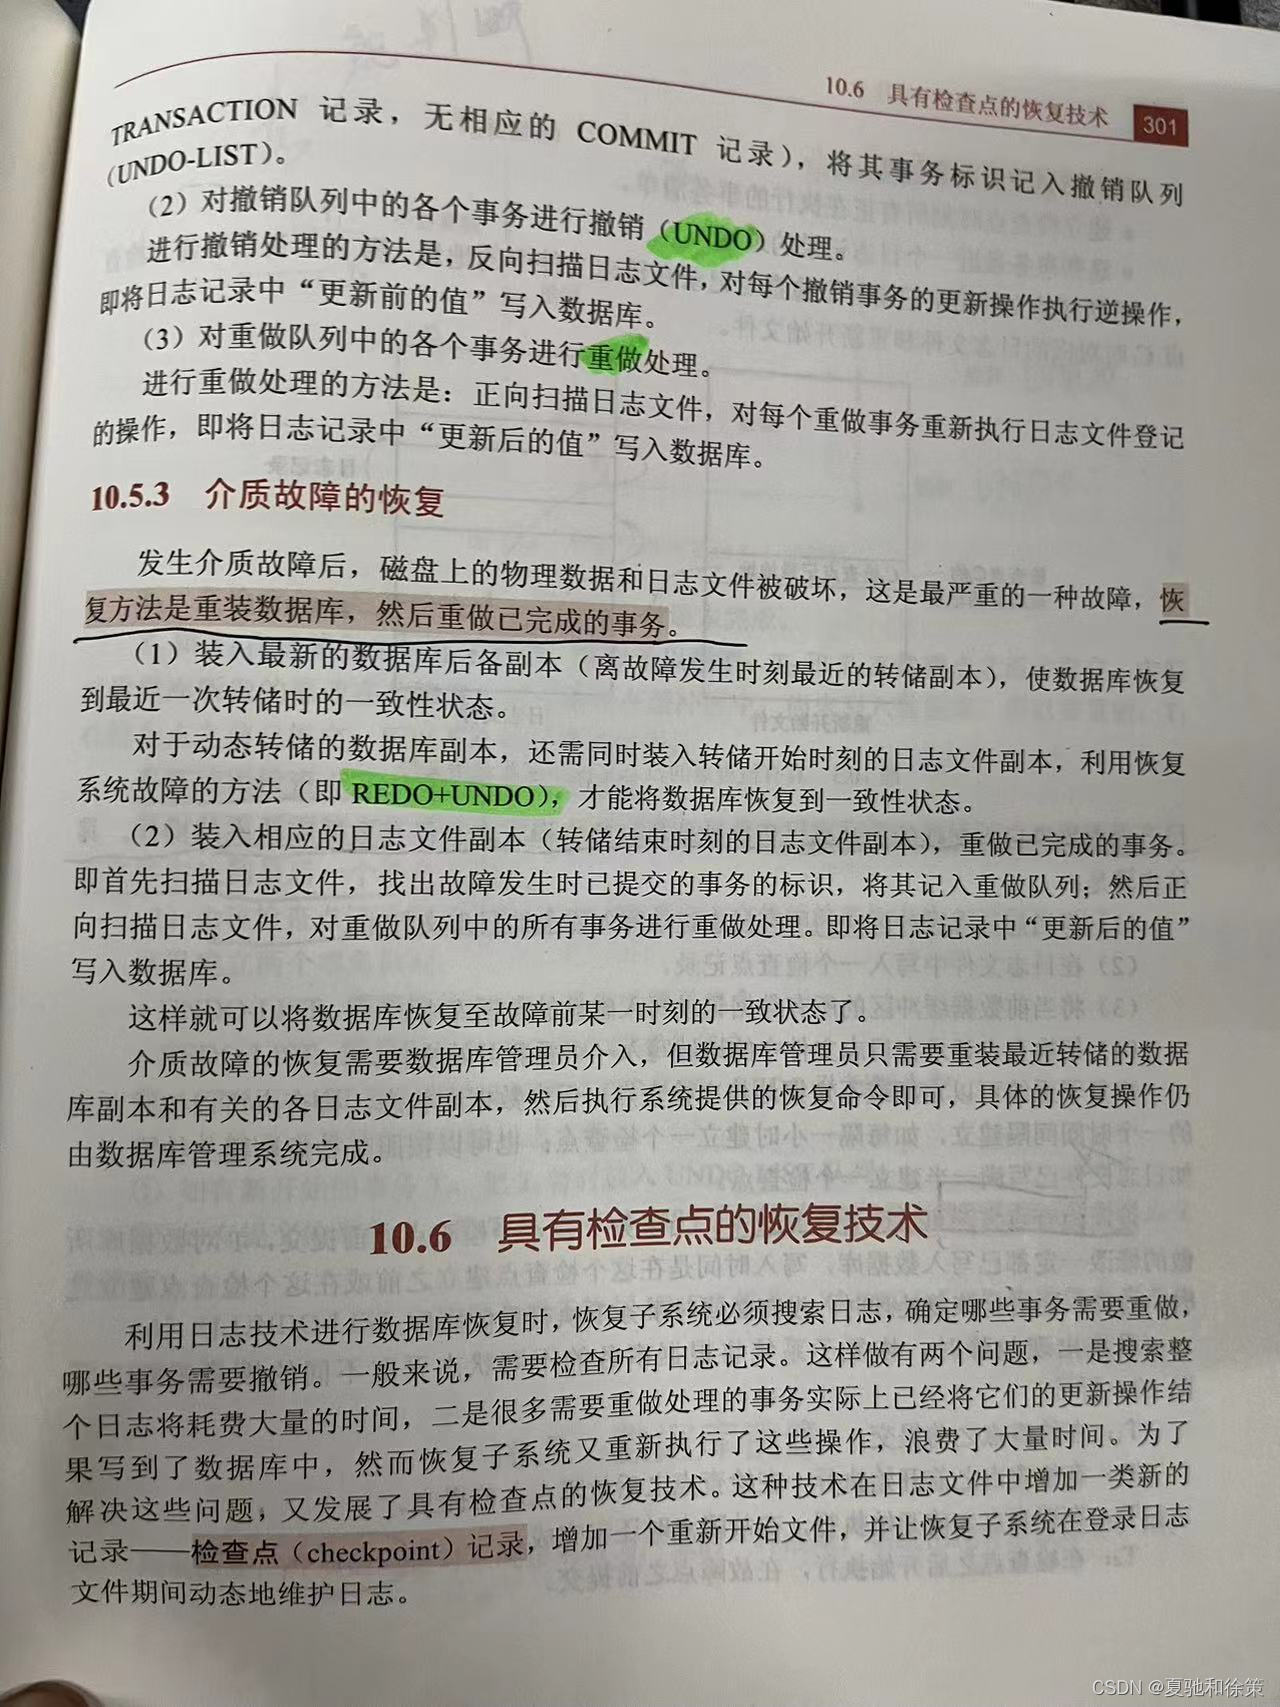 10.6 具有检查点的恢复技术 301
TRANSACTION 记录，无相应的 COMMIT 记录），将其事务标识记入撤销队列
（UNDO-LIST）。
（2）对撤销队列中的各个事务进行撤销（UNDO）处理。
进行撤销处理的方法是，反向扫描日志文件，对每个撤销事务的更新操作执行逆操作，
即将日志记录中“更新前的值”写入数据库。
（3）对重做队列中的各个事务进行重做处理。
进行重做处理的方法是：正向扫描日志文件，对每个重做事务重新执行日志文件登记
的操作，即将日志记录中“更新后的值”写入数据库。
10.5.3 介质故障的恢复
发生介质故障后，磁盘上的物理数据和日志文件被破坏，这是最严重的一种故障，恢
复方法是重装数据库，然后重做已完成的事务。
（1）装入最新的数据库后备副本（离故障发生时刻最近的转储副本），使数据库恢复
到最近一次转储时的一致性状态。
对于动态转储的数据库副本，还需同时装入转储开始时刻的日志文件副本，利用恢复
系统故障的方法（即 REDO+UNDO），才能将数据库恢复到一致性状态。
（2）装入相应的日志文件副本（转储结束时刻的日志文件副本），重做已完成的事务。
即首先扫描日志文件，找出故障发生时已提交的事务的标识，将其记入重做队列；然后正
向扫描日志文件，对重做队列中的所有事务进行重做处理。即将日志记录中“更新后的值”
写入数据库。
这样就可以将数据库恢复至故障前某一时刻的一致状态了。
介质故障的恢复需要数据库管理员介入，但数据库管理员只需要重装最近转储的数据
库副本和有关的各日志文件副本，然后执行系统提供的恢复命令即可，具体的恢复操作仍
由数据库管理系统完成。
10.6 具有检查点的恢复技术
利用日志技术进行数据库恢复时，恢复子系统必须搜索日志，确定哪些事务需要重做，
哪些事务需要撤销。一般来说，需要检查所有日志记录。这样做有两个问题，一是搜索整
个日志将耗费大量的时间，二是很多需要重做处理的事务实际上已经将它们的更新操作结
果写到了数据库中，然而恢复子系统又重新执行了这些操作，浪费了大量时间。为了
解决这些问题，又发展了具有检查点的恢复技术。这种技术在日志文件中增加一类新的
记录——检查点（checkpoint）记录，增加一个重新开始文件，并让恢复子系统在登录日志
文件期间动态地维护日志。
CSDN @夏驰和徐策